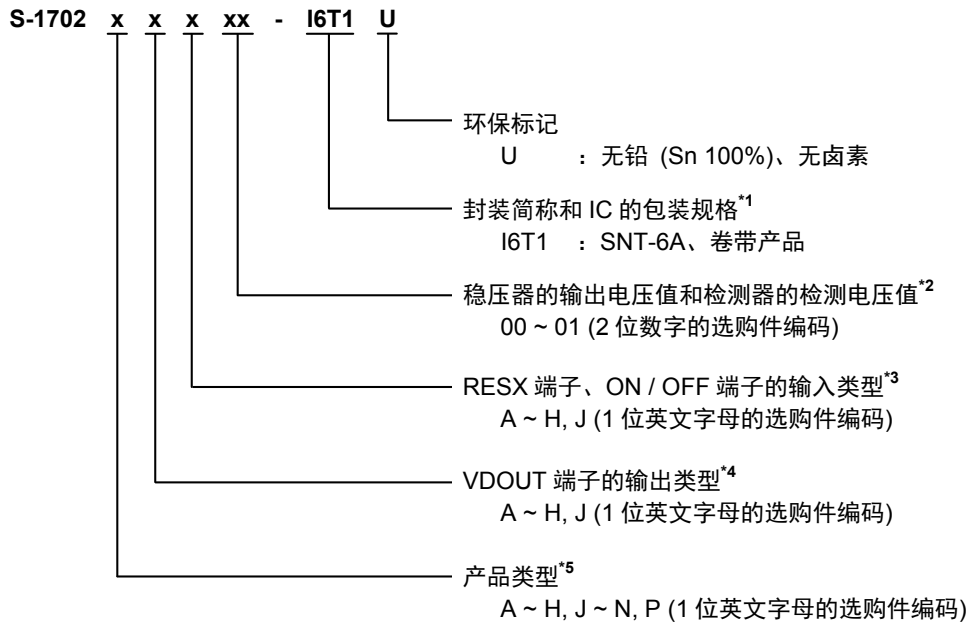 S-1702 x x x xx - I6T1 U
环保标记
U ：无铅 (Sn 100%)、无卤素
封装简称和 IC 的包装规格*1
I6T1 ：SNT-6A、卷带产品
稳压器的输出电压值和检测器的检测电压值*2
00 ~ 01 (2 位数字的选购件编码)
RESX 端子、ON / OFF 端子的输入类型*3
A ~ H, J (1 位英文字母的选购件编码)
VDOUT 端子的输出类型*4
A ~ H, J (1 位英文字母的选购件编码)
产品类型*5
A ~ H, J ~ N, P (1 位英文字母的选购件编码)